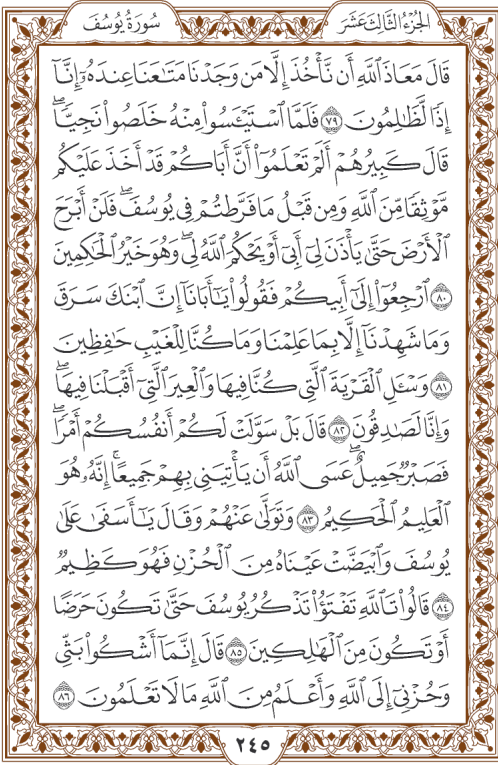 الجزء الثالث عشر
سورة يوسف
قَالَ مَعَاذَ ٱللَّهِ أَن نَّأۡخُذَ إِلَّا مَن وَجَدۡنَا مَتَٰعَنَا عِندَهُۥٓ إِنَّآ
إِذٗا لَّظَٰلِمُونَ ٧٩ فَلَمَّا ٱسۡتَيۡـَٔسُواْ مِنۡهُ خَلَصُواْ نَجِيّٗاۖ
قَالَ كَبِيرُهُمۡ أَلَمۡ تَعۡلَمُوٓاْ أَنَّ أَبَاكُمۡ قَدۡ أَخَذَ عَلَيۡكُم
مَّوۡثِقٗا مِّنَ ٱللَّهِ وَمِن قَبۡلُ مَا فَرَّطتُمۡ فِي يُوسُفَۖ فَلَنۡ أَبۡرَحَ
ٱلۡأَرۡضَ حَتَّىٰ يَأۡذَنَ لِيٓ أَبِيٓ أَوۡ يَحۡكُمَ ٱللَّهُ لِيۖ وَهُوَ خَيۡرُ ٱلۡحَٰكِمِينَ
٨٠ ٱرۡجِعُوٓاْ إِلَىٰٓ أَبِيكُمۡ فَقُولُواْ يَٰٓأَبَانَآ إِنَّ ٱبۡنَكَ سَرَقَ
وَمَا شَهِدۡنَآ إِلَّا بِمَا عَلِمۡنَا وَمَا كُنَّا لِلۡغَيۡبِ حَٰفِظِينَ
٨١ وَسۡـَٔلِ ٱلۡقَرۡيَةَ ٱلَّتِي كُنَّا فِيهَا وَٱلۡعِيرَ ٱلَّتِيٓ أَقۡبَلۡنَا فِيهَاۖ
وَإِنَّا لَصَٰدِقُونَ ٨٢ قَالَ بَلۡ سَوَّلَتۡ لَكُمۡ أَنفُسُكُمۡ أَمۡرٗاۖ
فَصَبۡرٞ جَمِيلٌۖ عَسَى ٱللَّهُ أَن يَأۡتِيَنِي بِهِمۡ جَمِيعًاۚ إِنَّهُۥ هُوَ
ٱلۡعَلِيمُ ٱلۡحَكِيمُ ٨٣ وَتَوَلَّىٰ عَنۡهُمۡ وَقَالَ يَٰٓأَسَفَىٰ عَلَىٰ
يُوسُفَ وَٱبۡيَضَّتۡ عَيۡنَاهُ مِنَ ٱلۡحُزۡنِ فَهُوَ كَظِيمٞ
٨٤ قَالُواْ تَٱللَّهِ تَفۡتَؤُاْ تَذۡكُرُ يُوسُفَ حَتَّىٰ تَكُونَ حَرَضًا
أَوۡ تَكُونَ مِنَ ٱلۡهَٰلِكِينَ ٨٥ قَالَ إِنَّمَآ أَشۡكُواْ بَثِّي
وَحُزۡنِيٓ إِلَى ٱللَّهِ وَأَعۡلَمُ مِنَ ٱللَّهِ مَا لَا تَعۡلَمُونَ ٨٦
٢٤٥